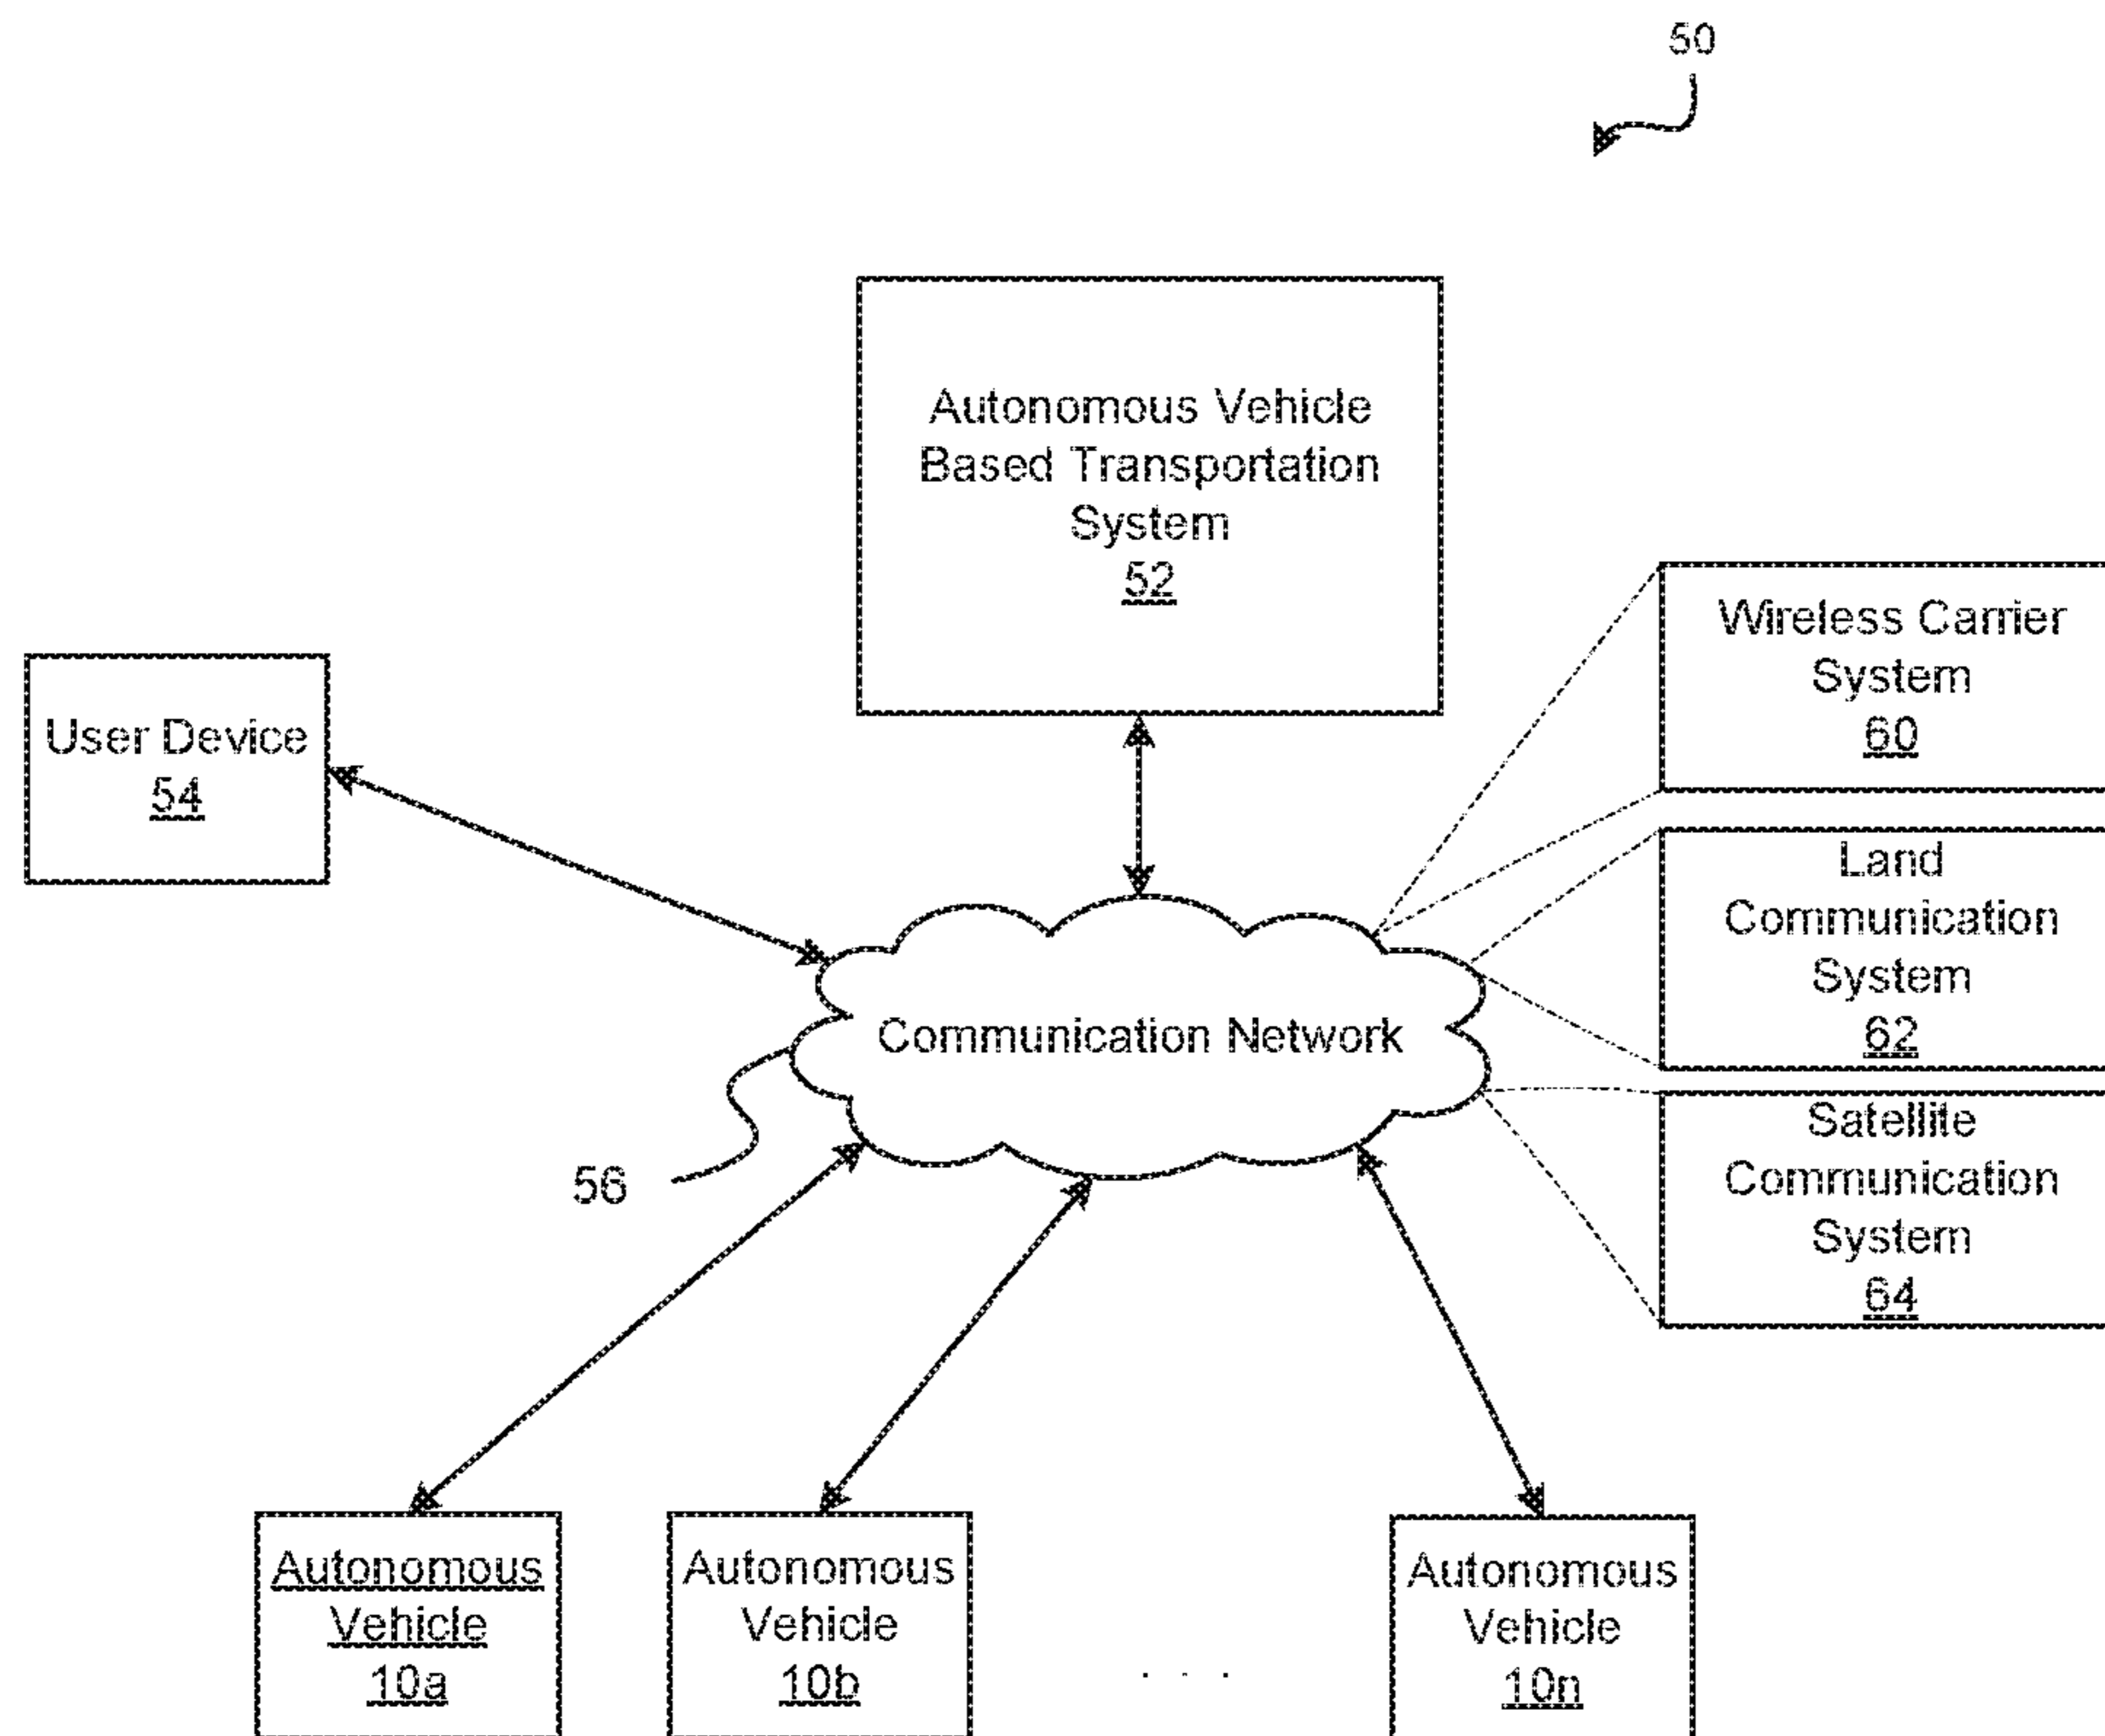 50
Autonomous Vehicle
Based Transportation
System
52
Wireless Carrier
System
60
User Device
54
Land
Communication
System
62
Communication Network
Satellite
Communication
System
64
56
Autonomous
Vehicle
10a
Autonomous
Vehicle
10b
. . .
Autonomous
Vehicle
10n